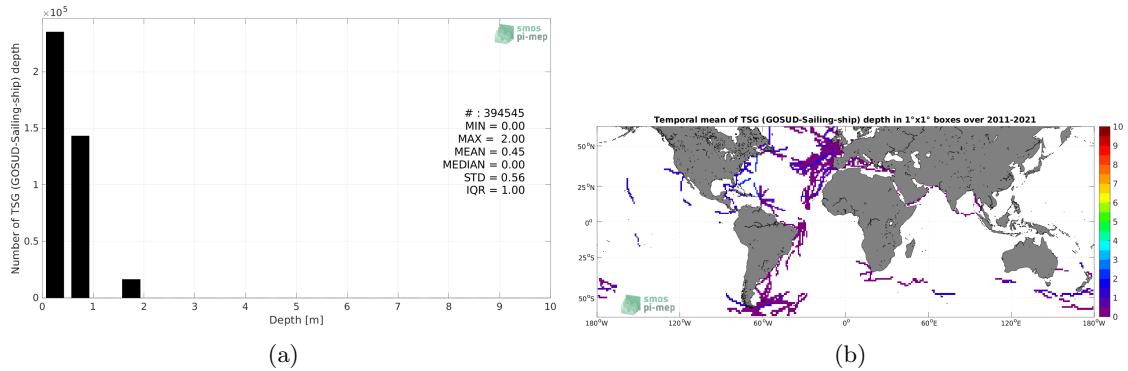 ×10⁵
smos
pi-mep
Number of TSG (GOSUD-Sailing-ship) depth
2
1.5
1
0.5
0
# : 394545
MIN = 0.00
MAX = 2.00
MEAN = 0.45
MEDIAN = 0.00
STD = 0.56
IQR = 1.00
0 1 2 3 4 5 6 7 8 9 10
Depth [m]
(a)
Temporal mean of TSG (GOSUD-Sailing-ship) depth in 1°x1° boxes over 2011-2021
50°N
25°N
0°
25°S
50°S
smos
pi-mep
180°W 120°W 60°W 0° 60°E 120°E 180°W
10
9
8
7
6
5
4
3
2
1
0
(b)